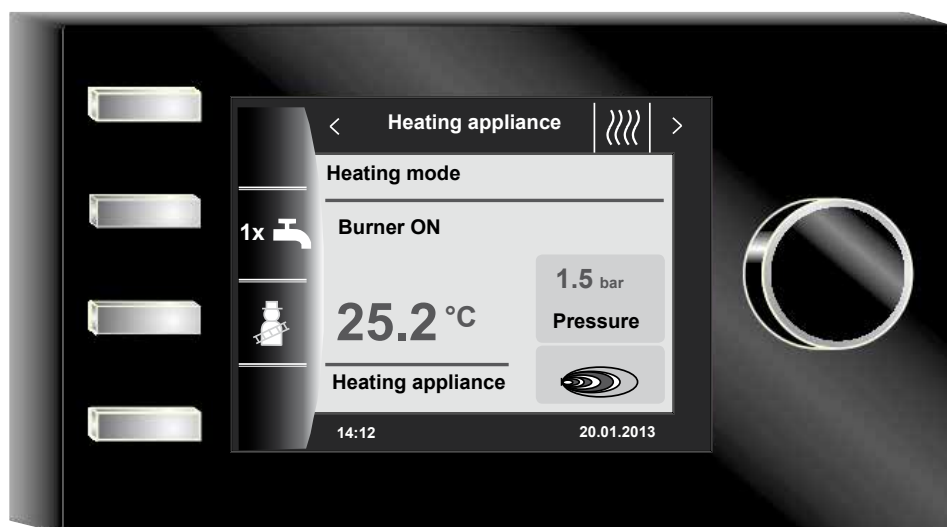 Heating appliance
Heating mode
1x
Burner ON
1.5 bar
Pressure
25.2 °C
Heating appliance
14:12
20.01.2013